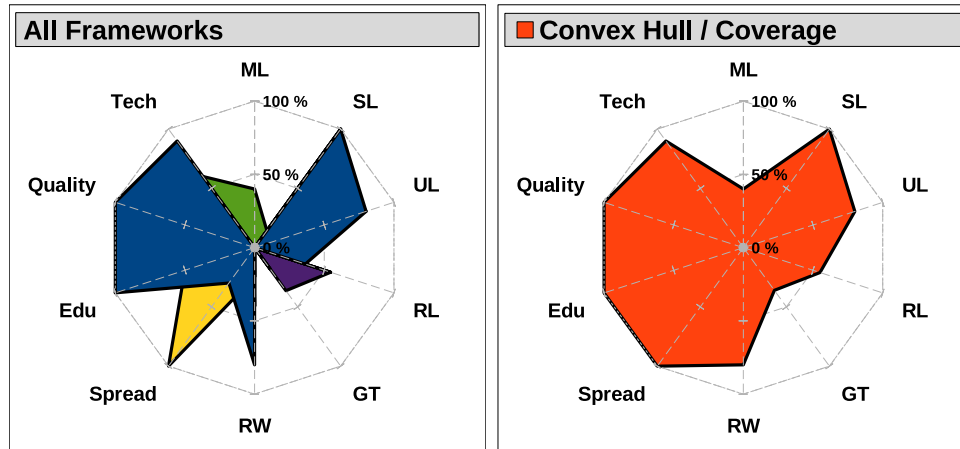 All Frameworks
ML
Tech
SL
100 %
Quality
50 %
UL
0 %
Edu
RL
Spread
GT
RW
Convex Hull / Coverage
ML
Tech
SL
100 %
Quality
50 %
UL
0 %
Edu
RL
Spread
GT
RW